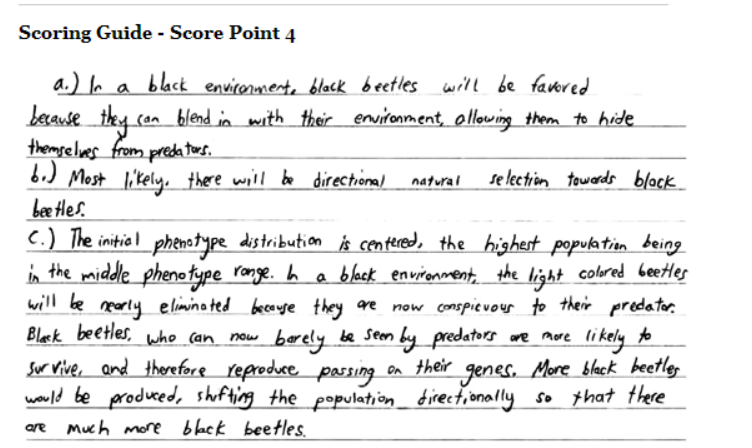 Scoring Guide - Score Point 4
a.) In a black environment, black beetles will be favored
because they can blend in with their environment, allowing them to hide
themselves from predators.
b.) Most likely, there will be directional natural selection towards black
beetles.
c.) The initial phenotype distribution is centered, the highest population being
in the middle phenotype range. In a black environment, the light colored beetles
will be nearly eliminated because they are now conspicuous to their predator.
Black beetles, who can now barely be seen by predators are more likely to
survive, and therefore reproduce passing on their genes. More black beetles
would be produced, shifting the population directionally so that there
are much more black beetles.